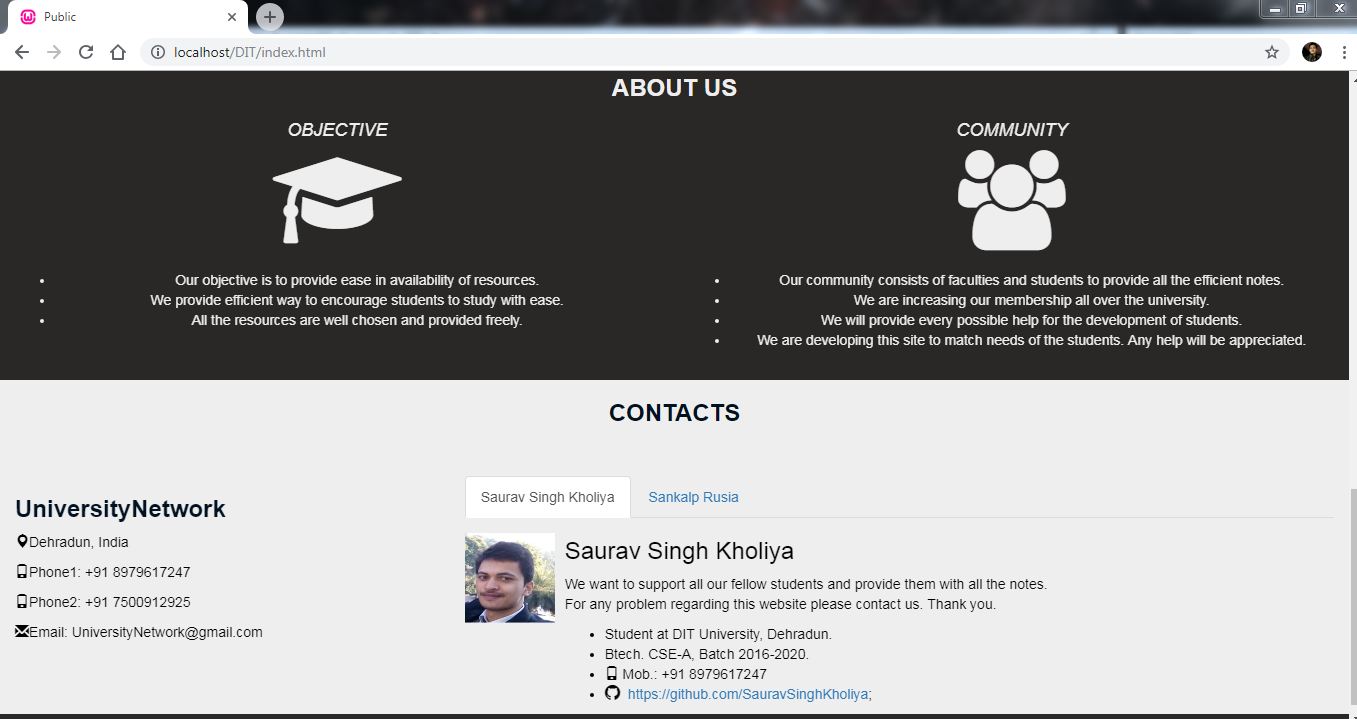 Public
localhost/DIT/index.html
ABOUT US
OBJECTIVE
Our objective is to provide ease in availability of resources.
We provide efficient way to encourage students to study with ease.
All the resources are well chosen and provided freely.
COMMUNITY
Our community consists of faculties and students to provide all the efficient notes.
We are increasing our membership all over the university.
We will provide every possible help for the development of students.
We are developing this site to match needs of the students. Any help will be appreciated.
CONTACTS
UniversityNetwork
Dehradun, India
Phone1: +91 8979617247
Phone2: +91 7500912925
Email: UniversityNetwork@gmail.com
Saurav Singh Kholiya
Sankalp Rusia
Saurav Singh Kholiya
We want to support all our fellow students and provide them with all the notes.
For any problem regarding this website please contact us. Thank you.
Student at DIT University, Dehradun.
Btech. CSE-A, Batch 2016-2020.
Mob.: +91 8979617247
https://github.com/SauravSinghKholiya;